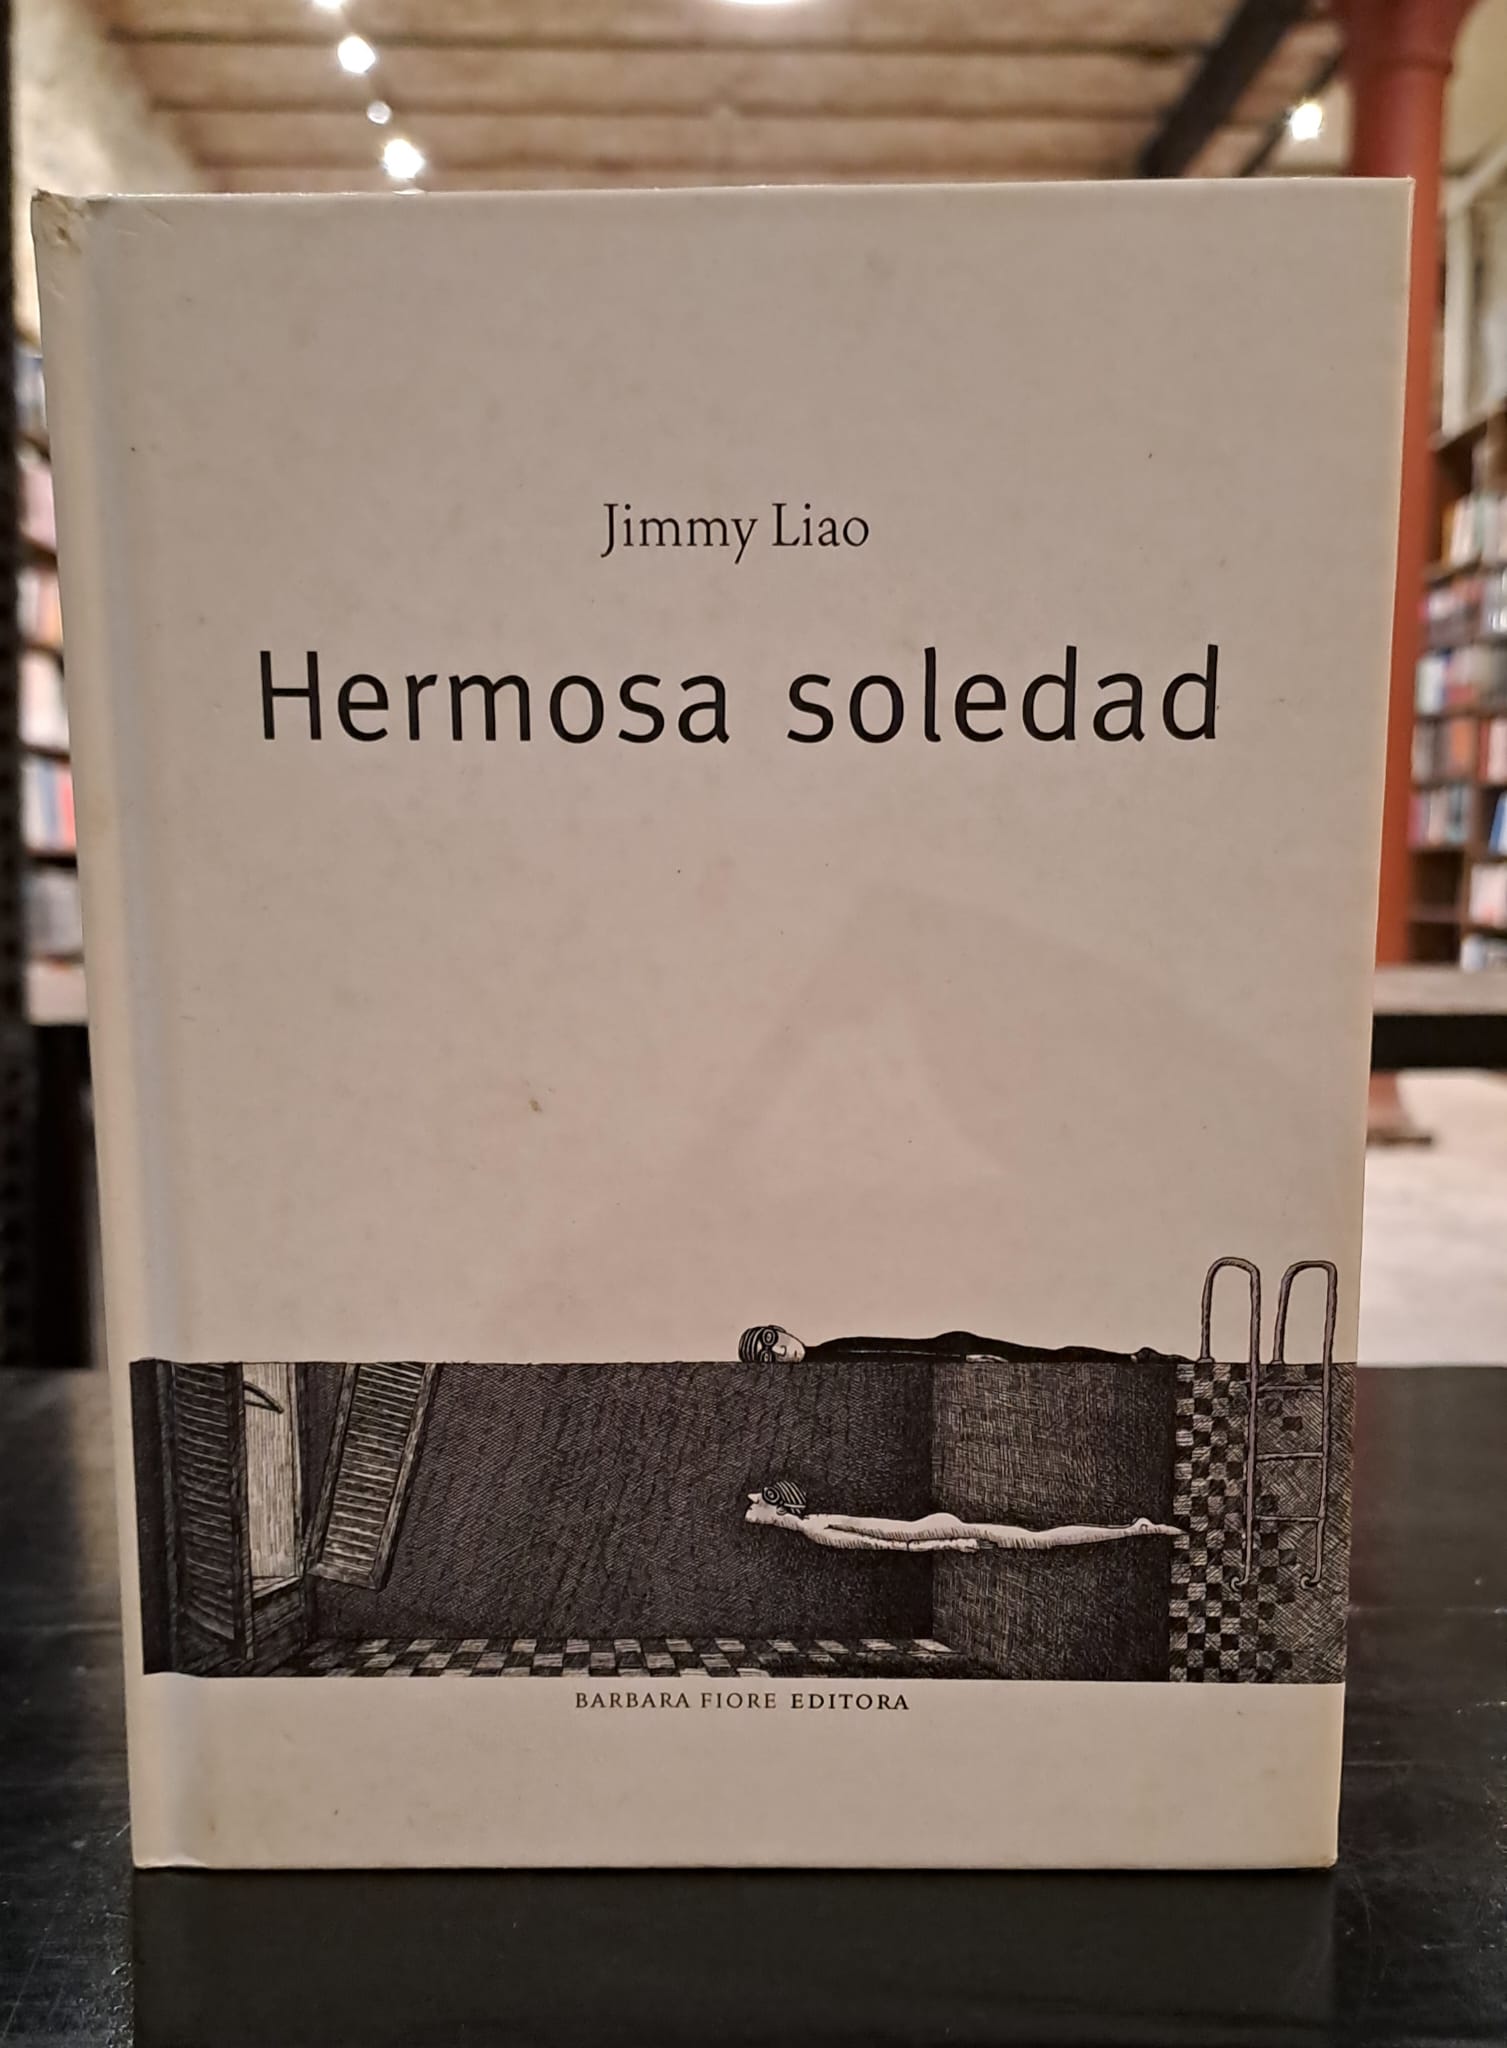 Jimmy Liao
Hermosa soledad
BARBARA FIORE EDITORA